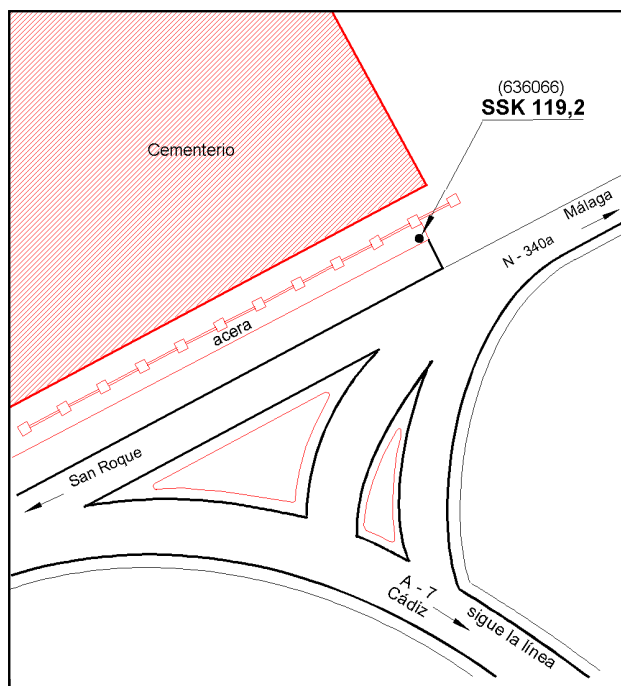 (636066)
SSK 119,2
Cementerio
Málaga
N - 340a
acera
San Roque
A - 7
Cádiz
sigue la línea